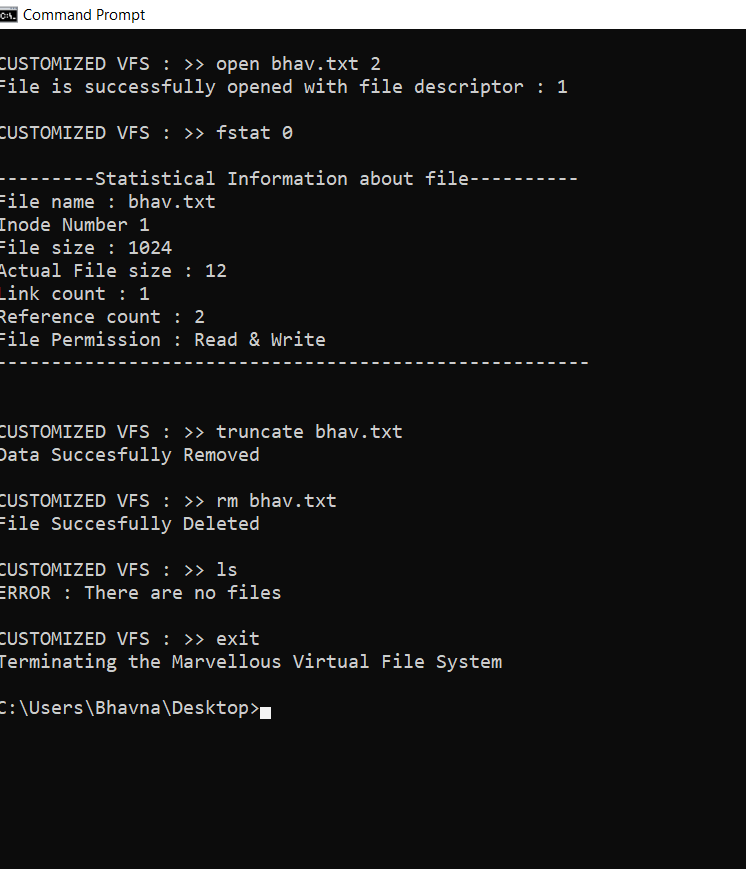 Command Prompt
CUSTOMIZED VFS : >> open bhav.txt 2
File is successfully opened with file descriptor : 1
CUSTOMIZED VFS : >> fstat 0
---------Statistical Information about file----------
File name : bhav.txt
Inode Number 1
File size : 1024
Actual File size : 12
Link count : 1
Reference count : 2
File Permission : Read & Write
------------------------------------------------------
CUSTOMIZED VFS : >> truncate bhav.txt
Data Succesfully Removed
CUSTOMIZED VFS : >> rm bhav.txt
File Succesfully Deleted
CUSTOMIZED VFS : >> ls
ERROR : There are no files
CUSTOMIZED VFS : >> exit
Terminating the Marvellous Virtual File System
C:\Users\Bhavna\Desktop>